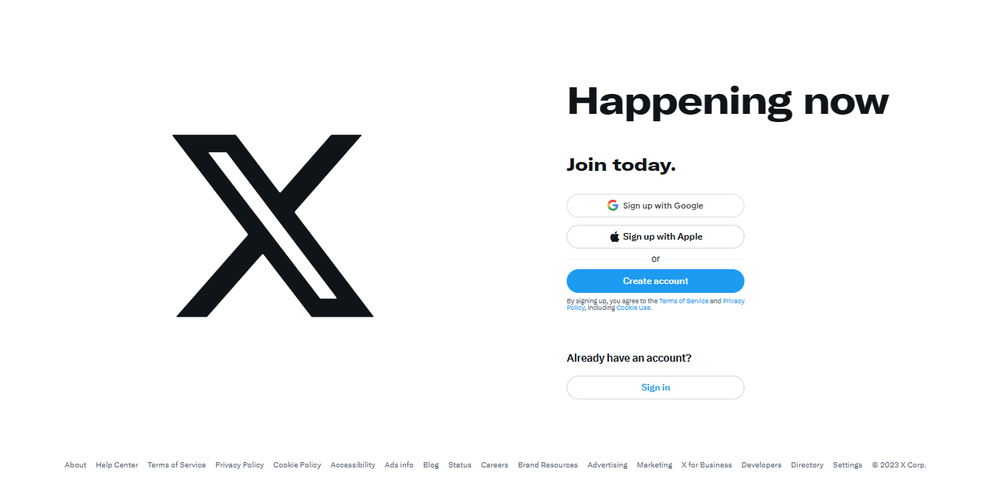 Happening now
Join today.
Sign up with Google
Sign up with Apple
or
Create account
By signing up, you agree to the Terms of Service and Privacy
Policy, including Cookie Use.
Already have an account?
Sign in
About Help Center Terms of Service Privacy Policy Cookie Policy Accessibility Ads info Blog Status Careers Brand Resources Advertising Marketing X for Business Developers Directory Settings © 2023 X Corp.